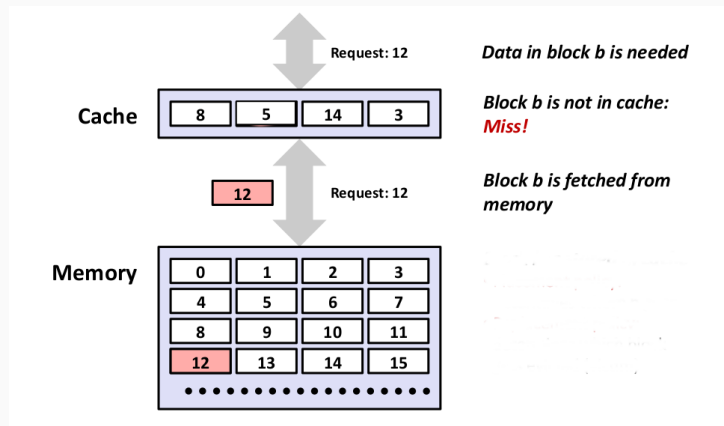 Request: 12
Data in block b is needed
Cache
8 5 14 3
Block b is not in cache:
Miss!
12
Request: 12
Block b is fetched from
memory
Memory
0 1 2 3
4 5 6 7
8 9 10 11
12 13 14 15